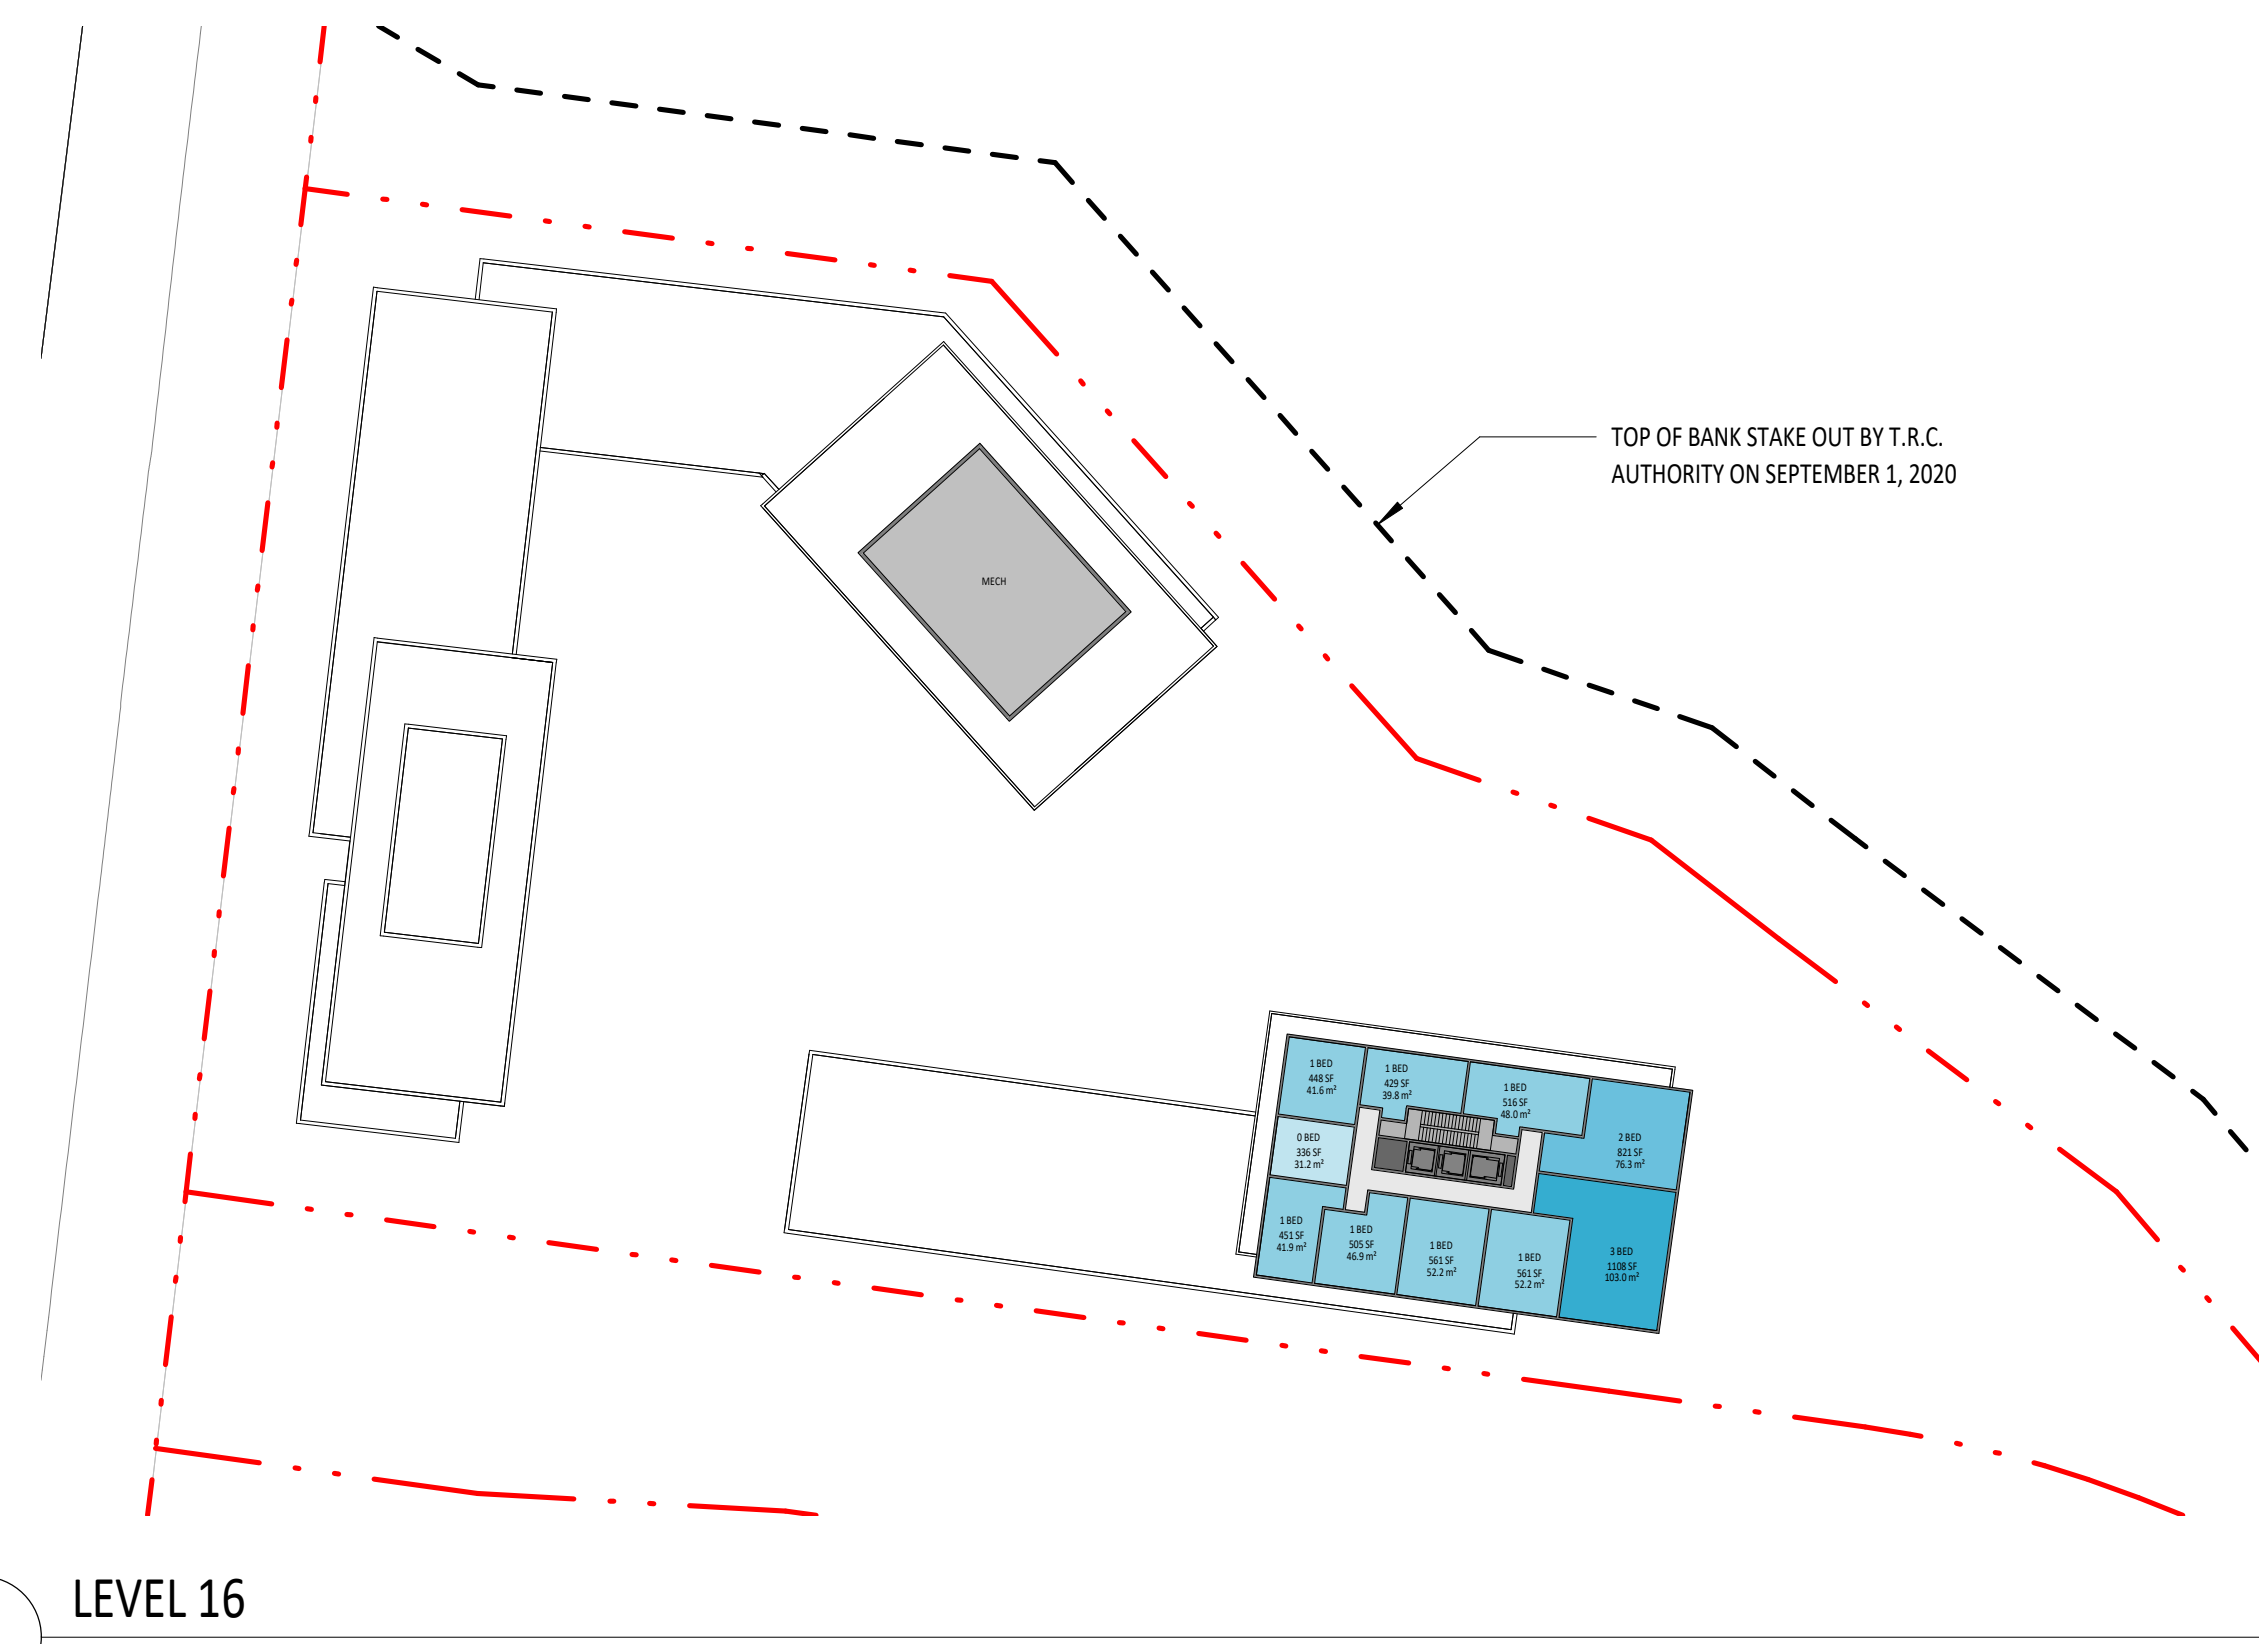 TOP OF BANK STAKE OUT BY T.R.C.
AUTHORITY ON SEPTEMBER 1, 2020
MECH
1 BED
448 SF
41.6 m²
1 BED
429 SF
39.8 m²
1 BED
516 SF
48.0 m²
2 BED
821 SF
76.3 m²
0 BED
336 SF
31.2 m²
1 BED
451 SF
41.9 m²
1 BED
505 SF
46.9 m²
1 BED
561 SF
52.2 m²
1 BED
561 SF
52.2 m²
3 BED
1108 SF
103.0 m²
LEVEL 16